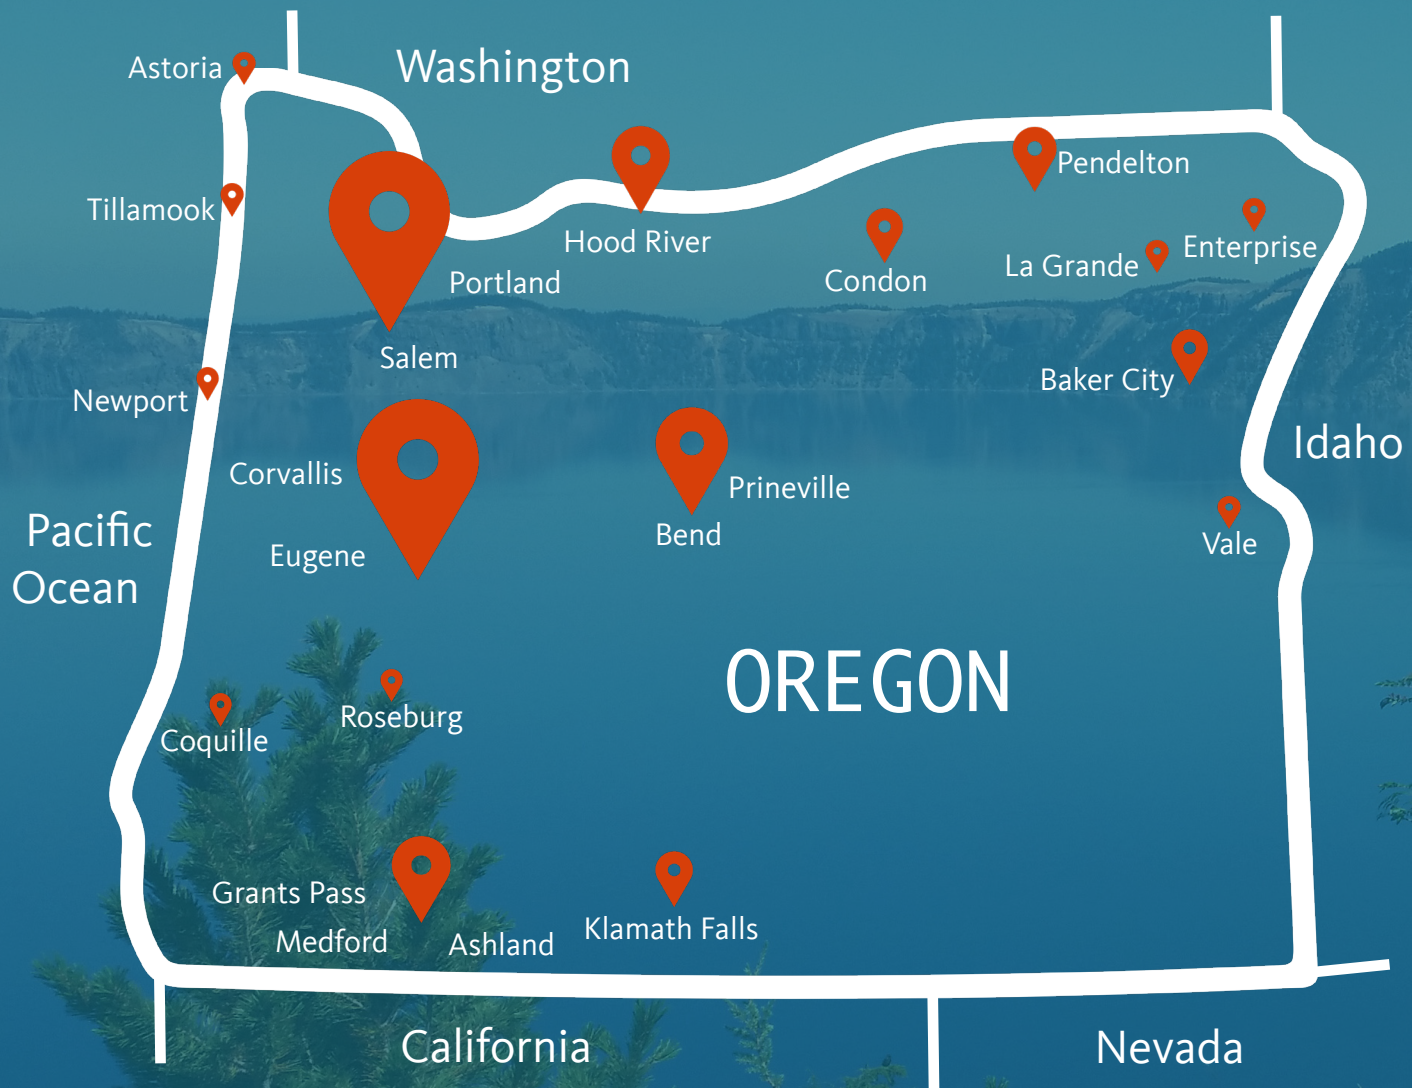 Astoria
Washington
Pendelton
Tillamook
Hood River
Enterprise
La Grande
Condon
Portland
Salem
Baker City
Newport
Idaho
Corvallis
Prineville
Pacific
Ocean
Bend
Vale
Eugene
OREGON
Roseburg
Coquille
Grants Pass
Klamath Falls
Medford
Ashland
California
Nevada